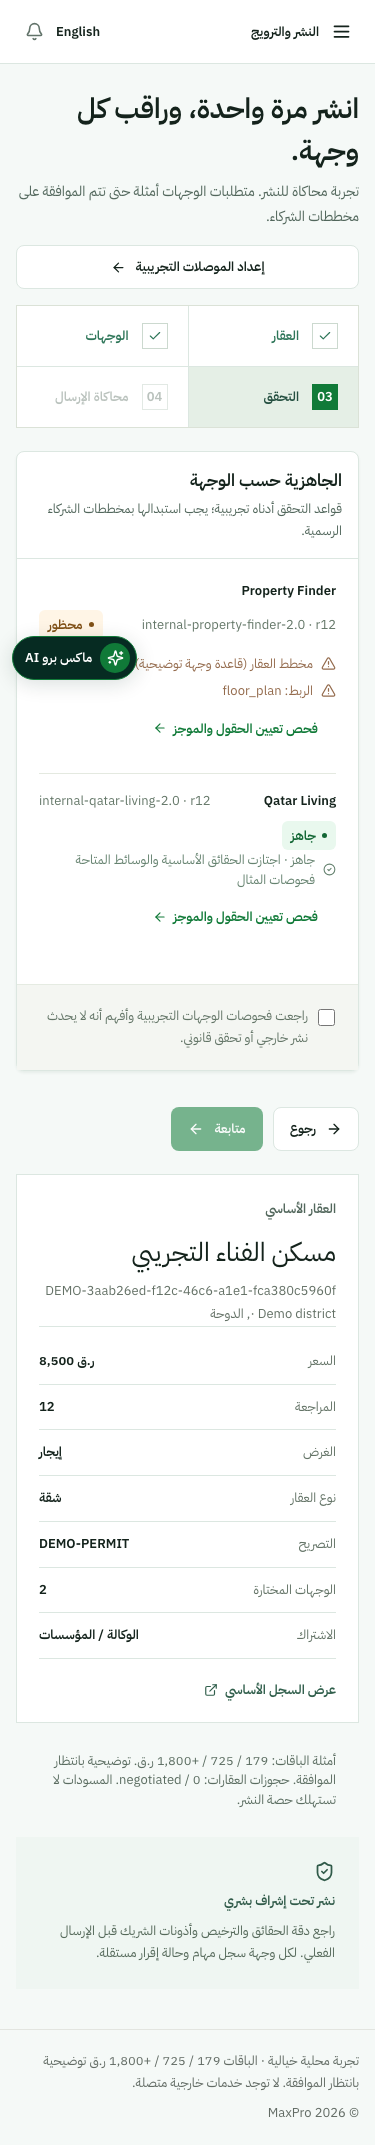 النشر والترويج
English
انشر مرة واحدة، وراقب كل
وجهة.
تجربة محاكاة للنشر. متطلبات الوجهات أمثلة حتى تتم الموافقة على
مخططات الشركاء.
إعداد الموصلات التجريبية
العقار
الوجهات
03 التحقق
04 محاكاة الإرسال
الجاهزية حسب الوجهة
قواعد التحقق أدناه تجريبية؛ يجب استبدالها بمخططات الشركاء
الرسمية.
Property Finder
internal-property-finder-2.0 · r12
محظور
ماكس برو AI
مخطط العقار (قاعدة وجهة توضيحية)
الربط: floor_plan
فحص تعيين الحقول والموجز
Qatar Living
internal-qatar-living-2.0 · r12
جاهز
جاهز · اجتازت الحقائق الأساسية والوسائط المتاحة
فحوصات المثال
فحص تعيين الحقول والموجز
راجعت فحوصات الوجهات التجريبية وأفهم أنه لا يحدث
نشر خارجي أو تحقق قانوني.
رجوع
متابعة
العقار الأساسي
مسكن الفناء التجريبي
DEMO-3aab26ed-f12c-46c6-a1e1-fca380c5960f
Demo district ·, الدوحة
السعر
ر.ق 8,500
المراجعة
12
الغرض
إيجار
نوع العقار
شقة
التصريح
DEMO-PERMIT
الوجهات المختارة
2
الاشتراك
الوكالة / المؤسسات
عرض السجل الأساسي
أمثلة الباقات: 179 / 725 / +1,800 ر.ق. توضيحية بانتظار
الموافقة. حجوزات العقارات: 0 / negotiated. المسودات لا
تستهلك حصة النشر.
نشر تحت إشراف بشري
راجع دقة الحقائق والترخيص وأذونات الشريك قبل الإرسال
الفعلي. لكل وجهة سجل مهام وحالة إقرار مستقلة.
تجربة محلية خيالية · الباقات 179 / 725 / +1,800 ر.ق توضيحية
بانتظار الموافقة. لا توجد خدمات خارجية متصلة.
© 2026 MaxPro